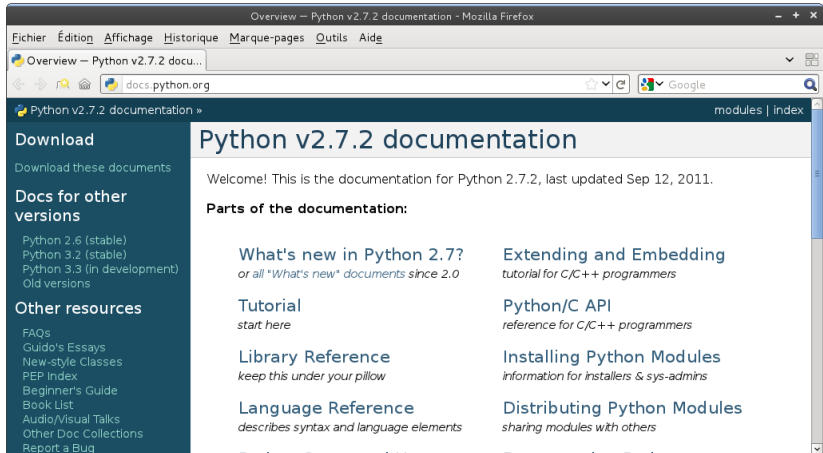 Overview — Python v2.7.2 documentation - Mozilla Firefox
Fichier Édition Affichage Historique Marque-pages Outils Aide
Overview — Python v2.7.2 docu...
docs.python.org
Google
Python v2.7.2 documentation »
modules | index
Download
Download these documents
Docs for other
versions
Python 2.6 (stable)
Python 3.2 (stable)
Python 3.3 (in development)
Old versions
Other resources
FAQs
Guido's Essays
New-style Classes
PEP Index
Beginner's Guide
Book List
Audio/Visual Talks
Other Doc Collections
Report a Bug
Python v2.7.2 documentation
Welcome! This is the documentation for Python 2.7.2, last updated Sep 12, 2011.
Parts of the documentation:
What's new in Python 2.7?
or all "What's new" documents since 2.0
Tutorial
start here
Library Reference
keep this under your pillow
Language Reference
describes syntax and language elements
Extending and Embedding
tutorial for C/C++ programmers
Python/C API
reference for C/C++ programmers
Installing Python Modules
information for installers & sys-admins
Distributing Python Modules
sharing modules with others